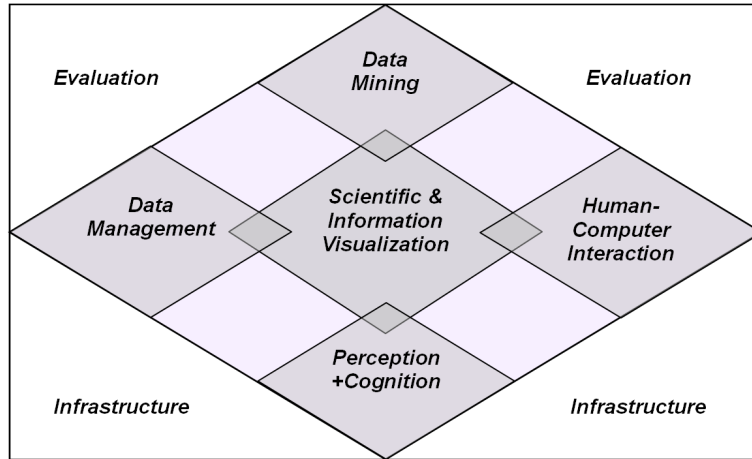 Evaluation
Data
Mining
Evaluation
Data
Management
Scientific &
Information
Visualization
Human-
Computer
Interaction
Perception
+Cognition
Infrastructure
Infrastructure